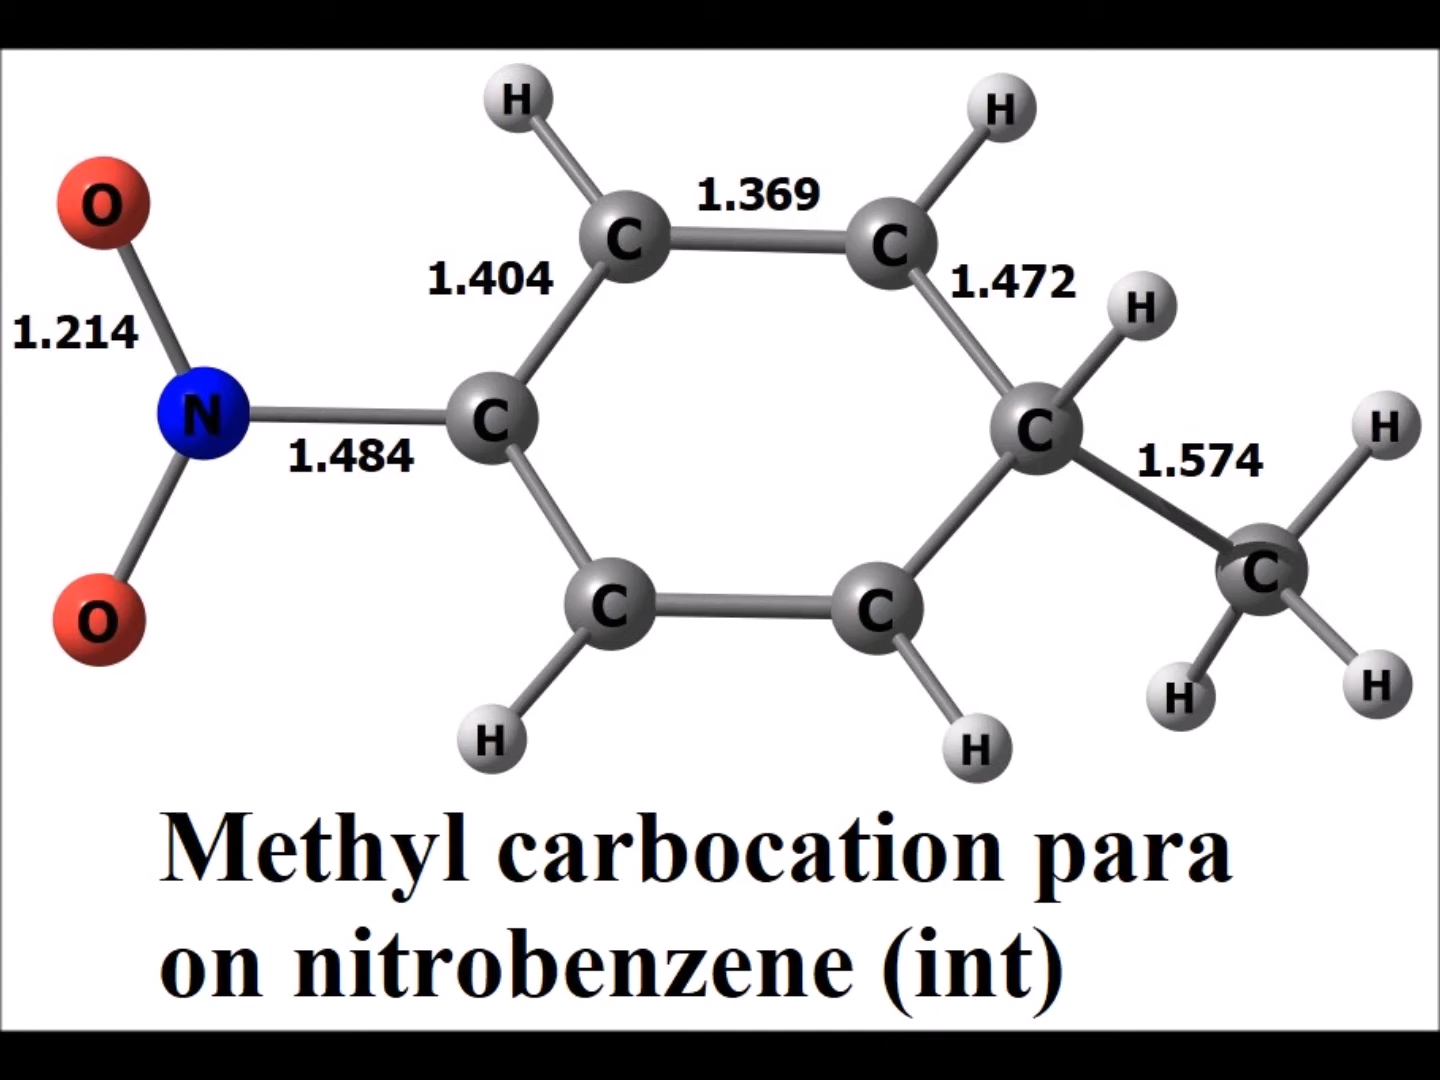 H
H
O
1.369
C
C
1.404
1.472
H
1.214
N
C
C
H
1.484
1.574
C
O
C
C
H
H
H
H
Methyl carbocation para
on nitrobenzene (int)